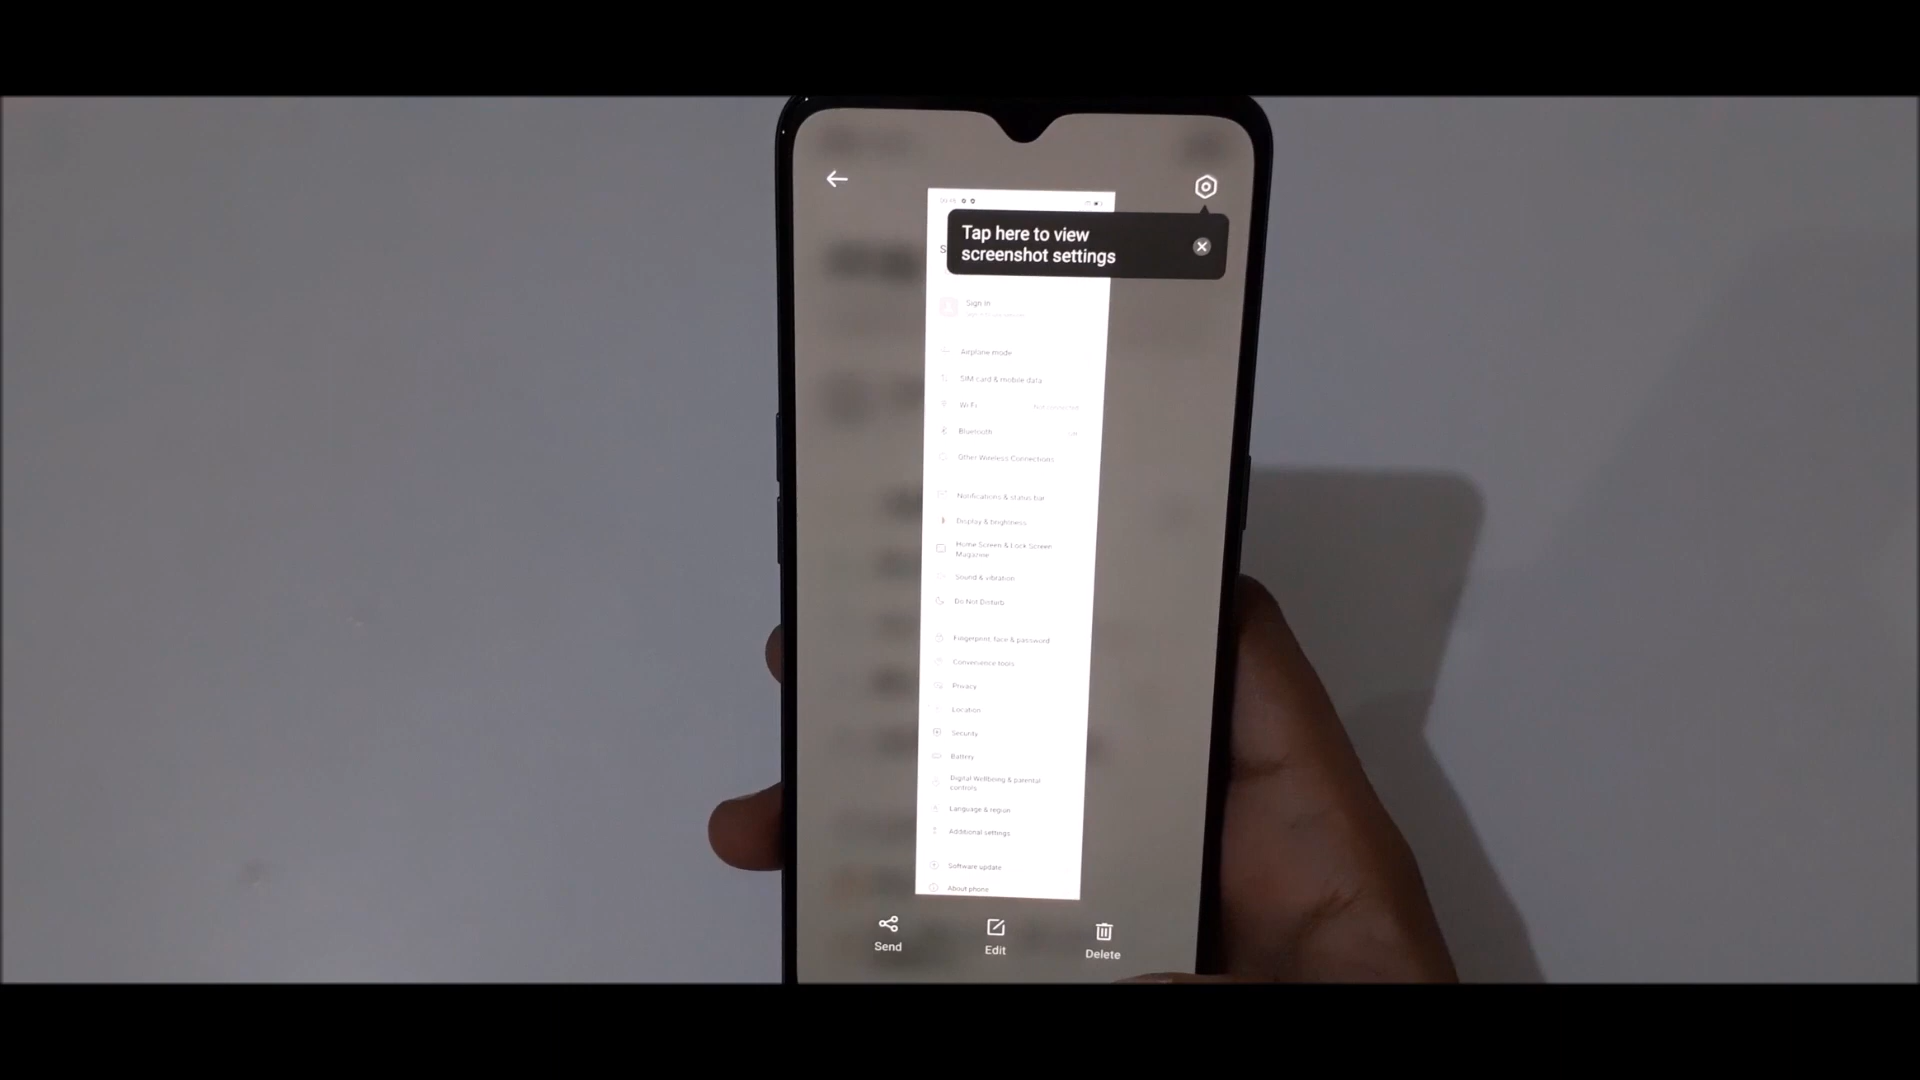 Tap here to view
screenshot settings
Sign in
Airplane mode
SIM card & mobile data
Wi-Fi
Not connected
Bluetooth
Other Wireless Connections
Notifications & status bar
Display & brightness
Home Screen & Lock Screen
Magazine
Sound & vibration
Do Not Disturb
Fingerprint, face & password
Convenience tools
Privacy
Location
Security
Battery
Digital Wellbeing & parental
controls
Language & region
Additional settings
Software update
About phone
Send
Edit
Delete